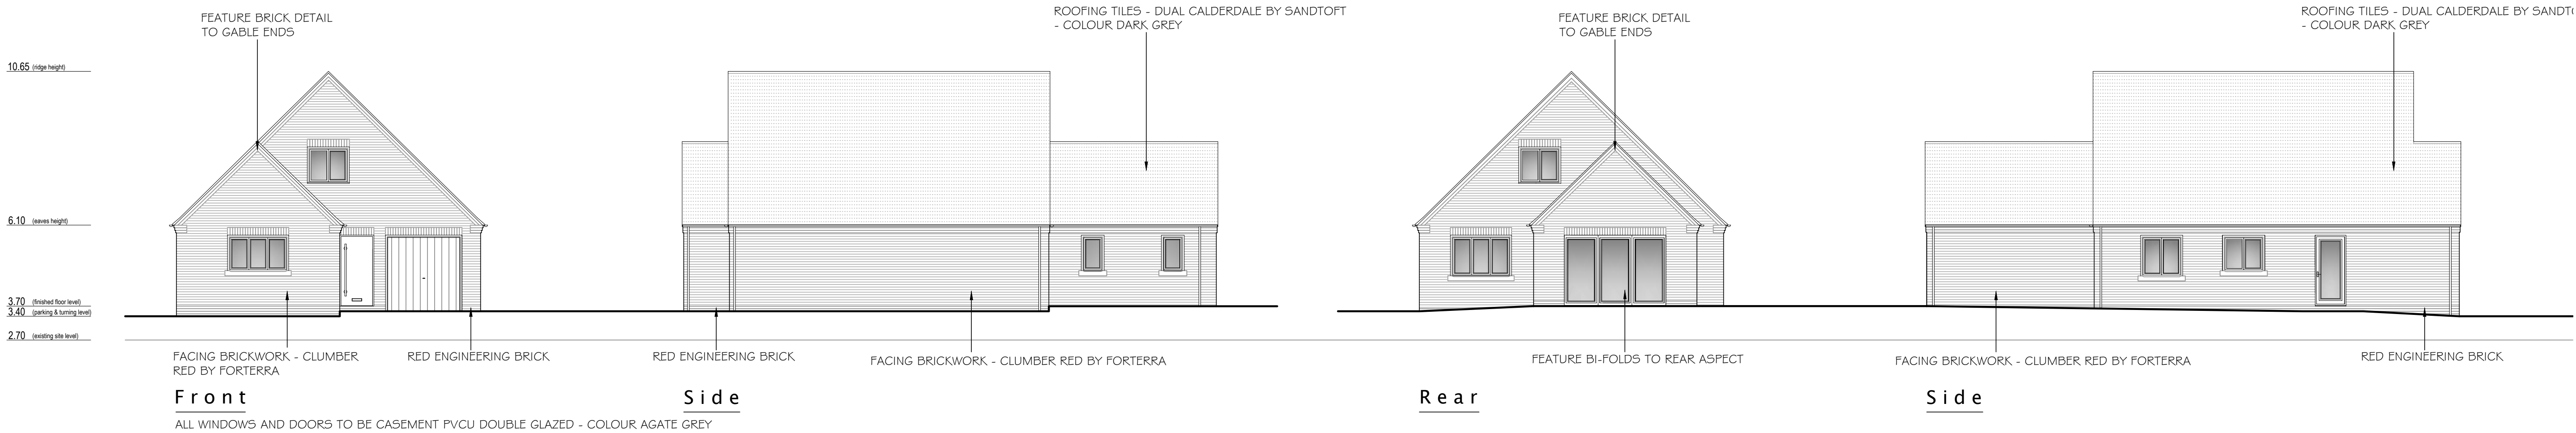 FEATURE BRICK DETAIL
TO GABLE ENDS
ROOFING TILES - DUAL CALDERDALE BY SANDTOFT
- COLOUR DARK GREY
FEATURE BRICK DETAIL
TO GABLE ENDS
ROOFING TILES - DUAL CALDERDALE BY SANDTO
- COLOUR DARK GREY
10.65 (ridge height)
6.10 (eaves height)
3.70 (finished floor level)
3.40 (parking & turning level)
2.70 (existing site level)
FACING BRICKWORK - CLUMBER
RED BY FORTERRA
RED ENGINEERING BRICK
RED ENGINEERING BRICK
FACING BRICKWORK - CLUMBER RED BY FORTERRA
FEATURE BI-FOLDS TO REAR ASPECT
FACING BRICKWORK - CLUMBER RED BY FORTERRA
RED ENGINEERING BRICK
Front
Side
Rear
Side
ALL WINDOWS AND DOORS TO BE CASEMENT PVCU DOUBLE GLAZED - COLOUR AGATE GREY